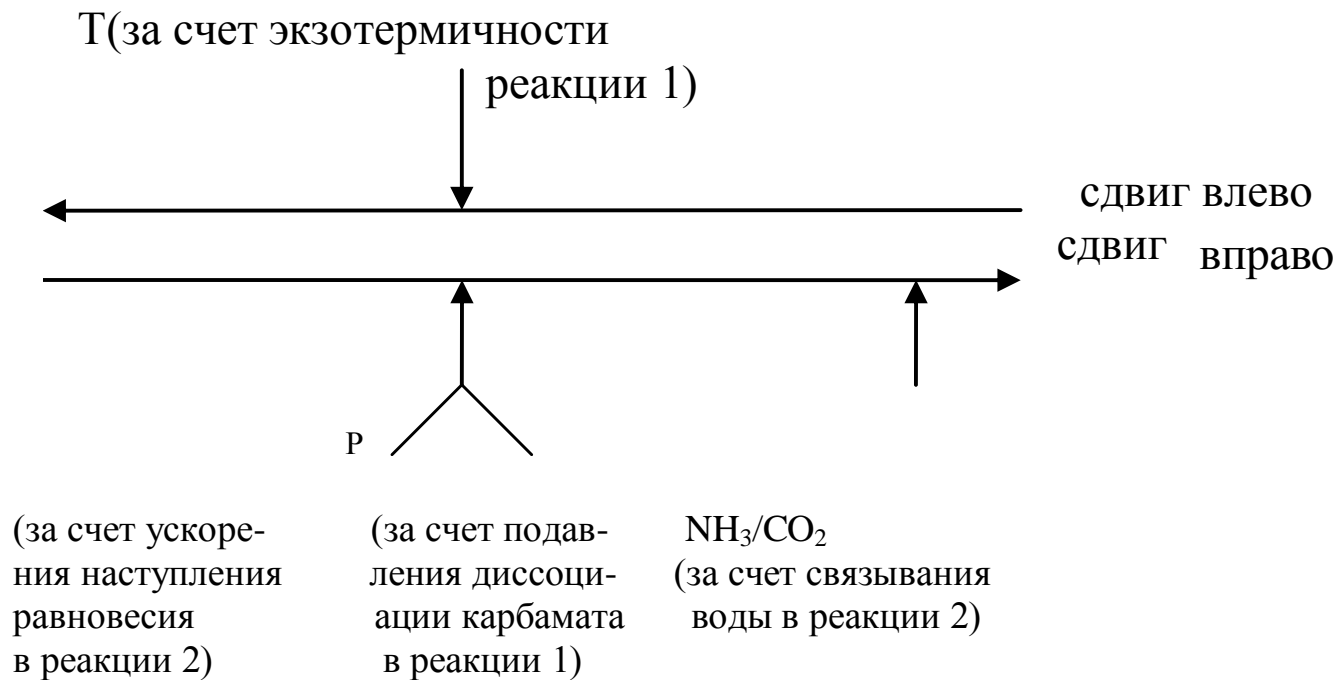 Т(за счет экзотермичности
реакции 1)
сдвиг влево
сдвиг вправо
Р
(за счет ускоре-
ния наступления
равновесия
в реакции 2)
(за счет подав-
ления диссоци-
ации карбамата
в реакции 1)
NH₃/CO₂
(за счет связывания
воды в реакции 2)